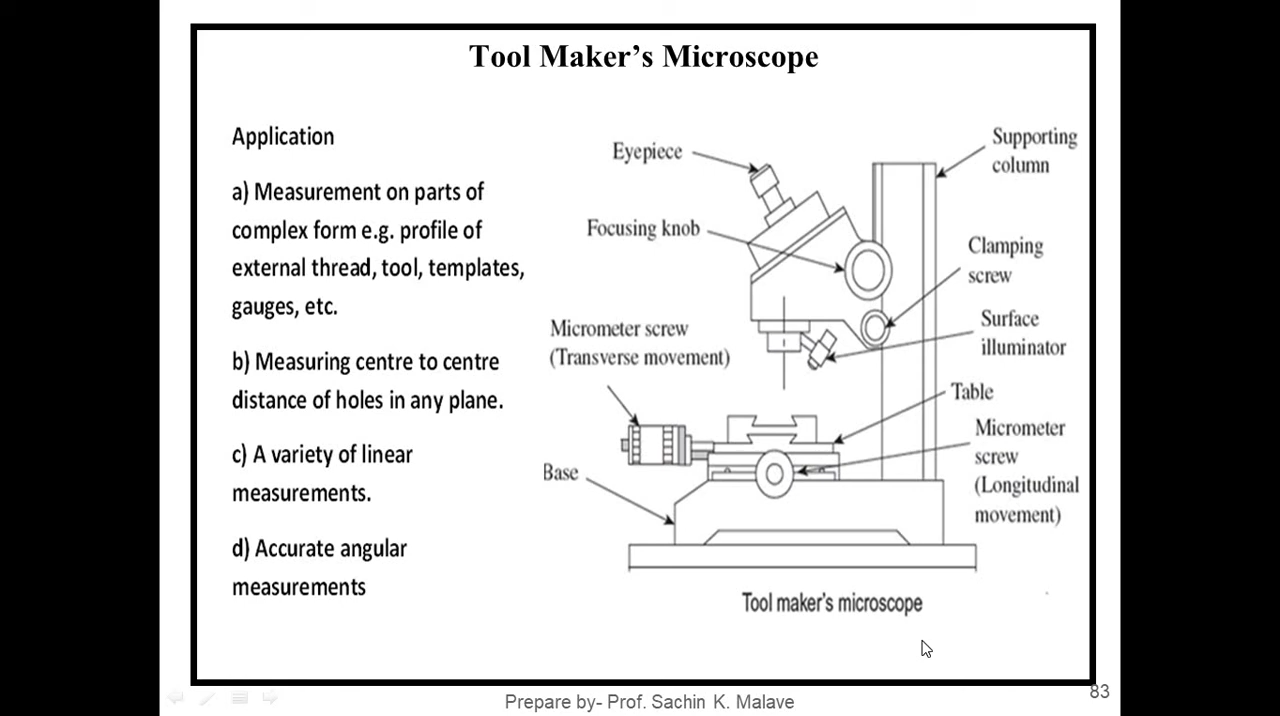 Tool Maker’s Microscope
Application
a) Measurement on parts of
complex form e.g. profile of
external thread, tool, templates,
gauges, etc.
b) Measuring centre to centre
distance of holes in any plane.
c) A variety of linear
measurements.
d) Accurate angular
measurements
Eyepiece
Focusing knob
Micrometer screw
(Transverse movement)
Base
Supporting
column
Clamping
screw
Surface
illuminator
Table
Micrometer
screw
(Longitudinal
movement)
Tool maker's microscope
Prepare by- Prof. Sachin K. Malave
83